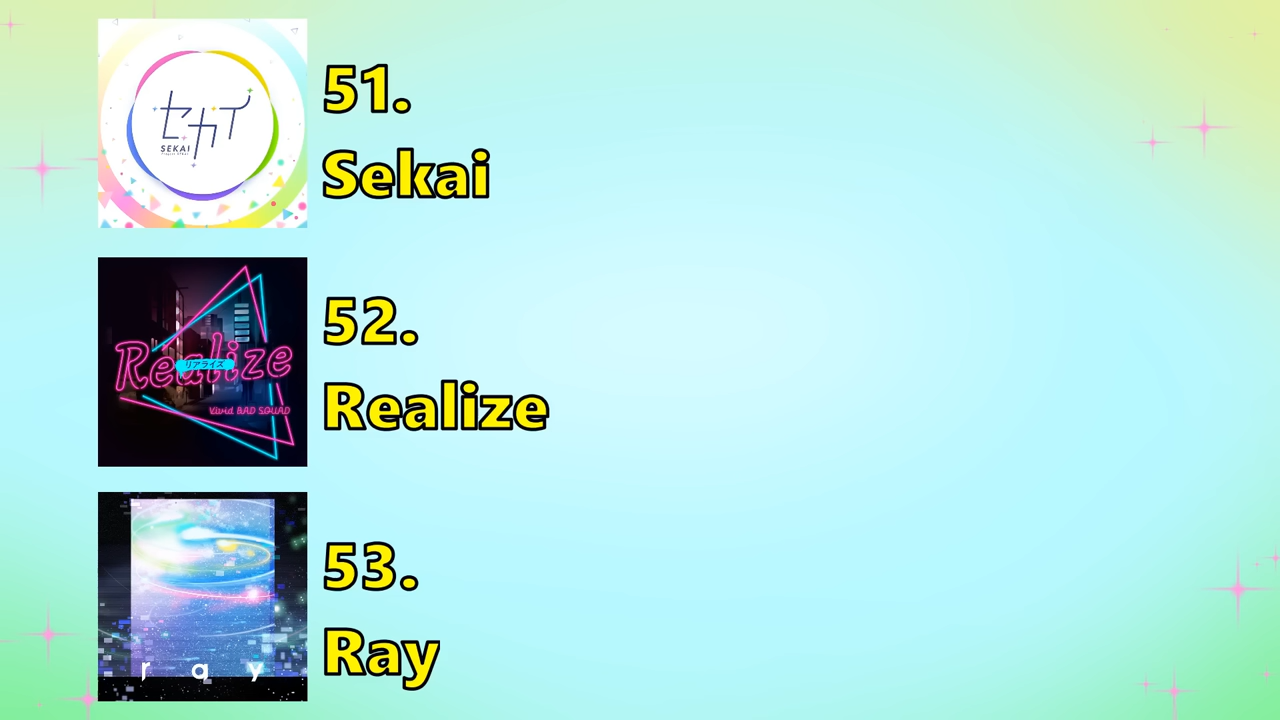 セカイ
SEKAI
51.
Sekai
Realize
リアライズ
Vivid BAD SQUAD
52.
Realize
r a y
53.
Ray